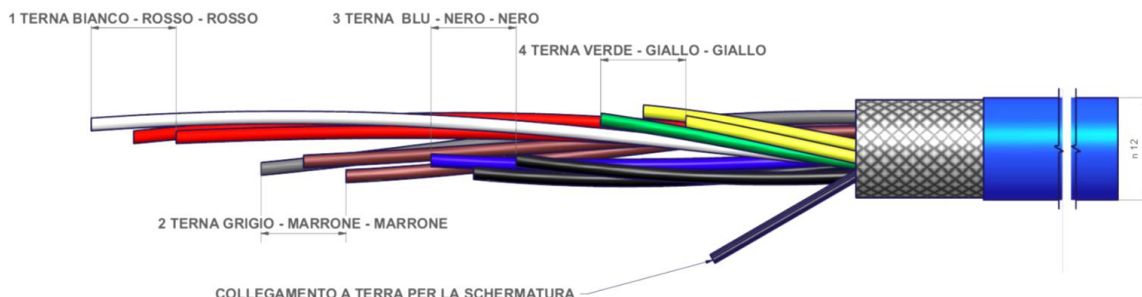 1 TERNA BIANCO - ROSSO - ROSSO
3 TERNA BLU - NERO - NERO
4 TERNA VERDE - GIALLO - GIALLO
2 TERNA GRIGIO - MARRONE - MARRONE
COLLEGAMENTO A TERRA PER LA SCHERMATURA
n 12